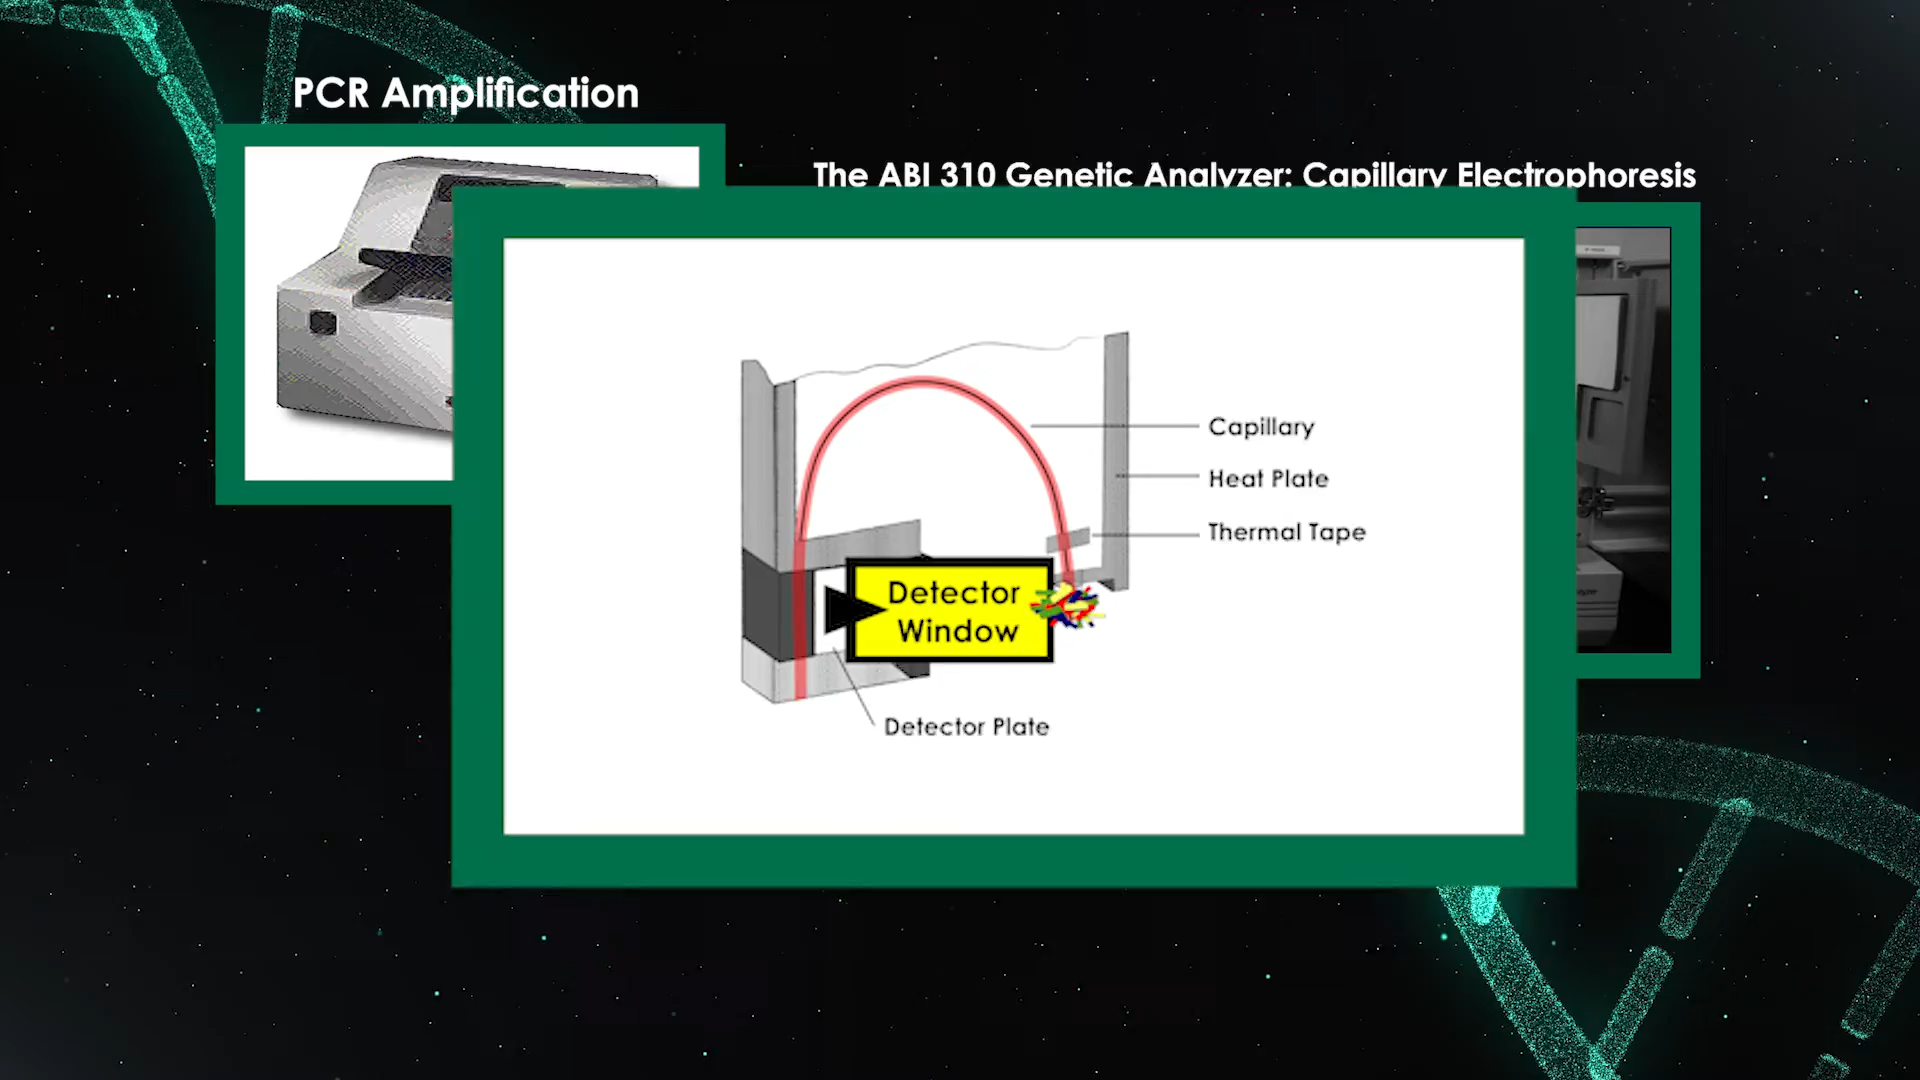 PCR Amplification
The ABI 310 Genetic Analyzer: Capillary Electrophoresis
Capillary
Heat Plate
Thermal Tape
Detector
Window
Detector Plate